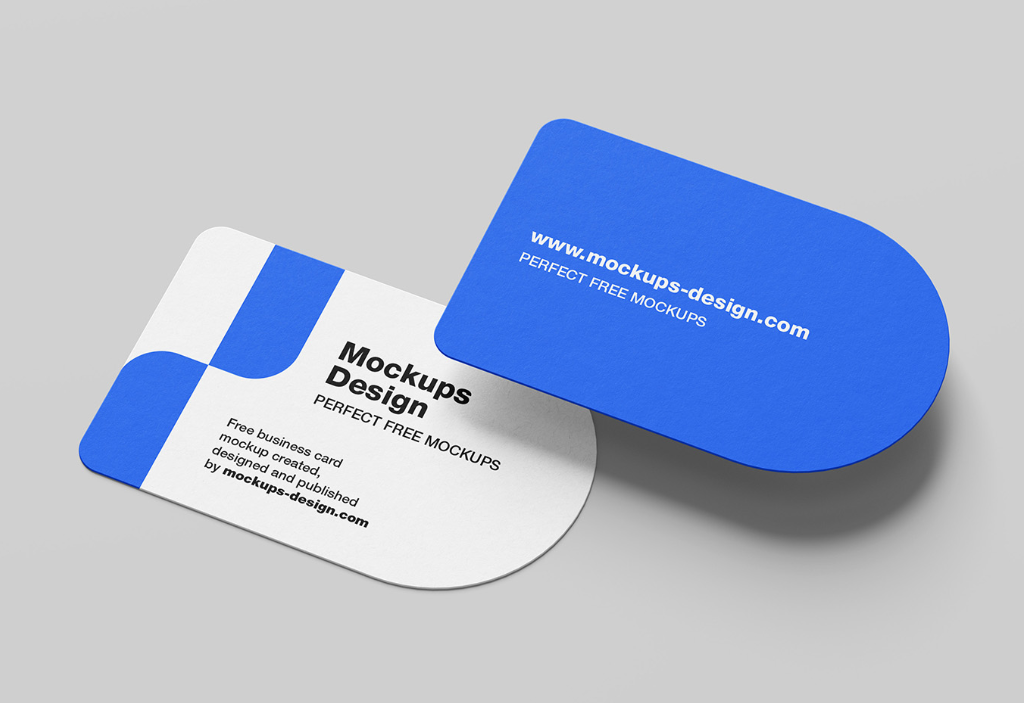 Mockups
Design
PERFECT FREE MOCKUPS
Free business card
mockup created,
designed and published
by mockups-design.com
www.mockups-design.com
PERFECT FREE MOCKUPS